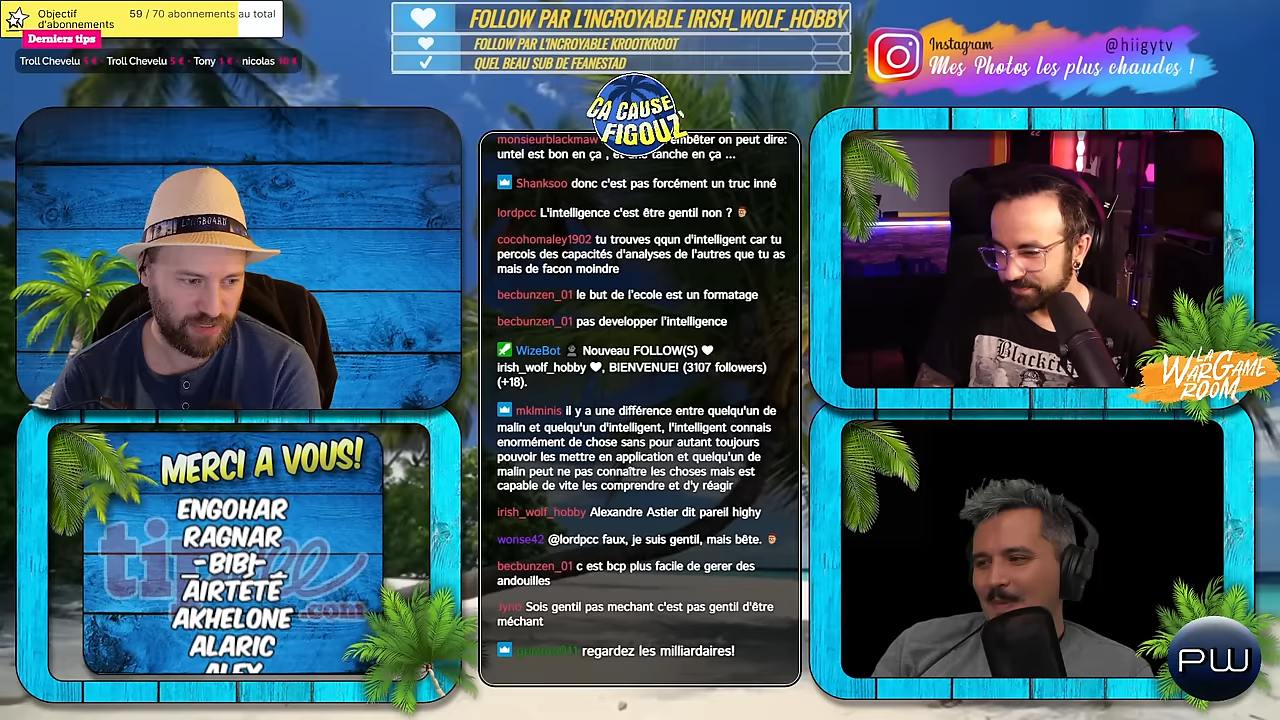 Objectif d'abonnements
59 / 70 abonnements au total
Derniers tips
Troll Chevelu 5 € - Troll Chevelu 5 € - Tony 1 € - nicolas 10 €
FOLLOW PAR L'INCROYABLE IRISH_WOLF_HOBBY
FOLLOW PAR L'INCROYABLE KROOTKROOT
QUEL BEAU SUB DE FEANESTAD
Instagram
@hiigytv
Mes Photos les plus chaudes !
ÇA CAUSE
FIGOUZ'
LONGBOARD
monsieurblackmaw embêter on peut dire:
untel est bon en ça , et une tanche en ça ...
Shanksoo donc c'est pas forcément un truc inné
lordpcc L'intelligence c'être gentil non ?
cocohomaley1902 tu trouves qqun d'intelligent car tu
percois des capacités d'analyses de l'autres que tu as
mais de facon moindre
becbunzen_01 le but de l'ecole est un formatage
becbunzen_01 pas developper l'intelligence
WizeBot Nouveau FOLLOW(S)
irish_wolf_hobby , BIENVENUE! (3107 followers)
(+18).
mklminis il y a une différence entre quelqu'un de
malin et quelqu'un d'intelligent, l'intelligent connais
enormément de chose sans pour autant toujours
pouvoir les mettre en application et quelqu'un de
malin peut ne pas connaître les choses mais est
capable de vite les comprendre et d'y réagir
irish_wolf_hobby Alexandre Astier dit pareil highy
wonse42 @lordpcc faux, je suis gentil, mais bête.
becbunzen_01 c est bcp plus facile de gerer des
andouilles
Jyno Sois gentil pas mechant c'est pas gentil d'être
méchant
regardez les milliardaires!
MERCI A VOUS!
ENGOHAR
RAGNAR
_-BIBI-_
AIRTÉTÉ
AKHELONE
ALARIC
ALEX
.com
LA
WARGAME
ROOM
PW